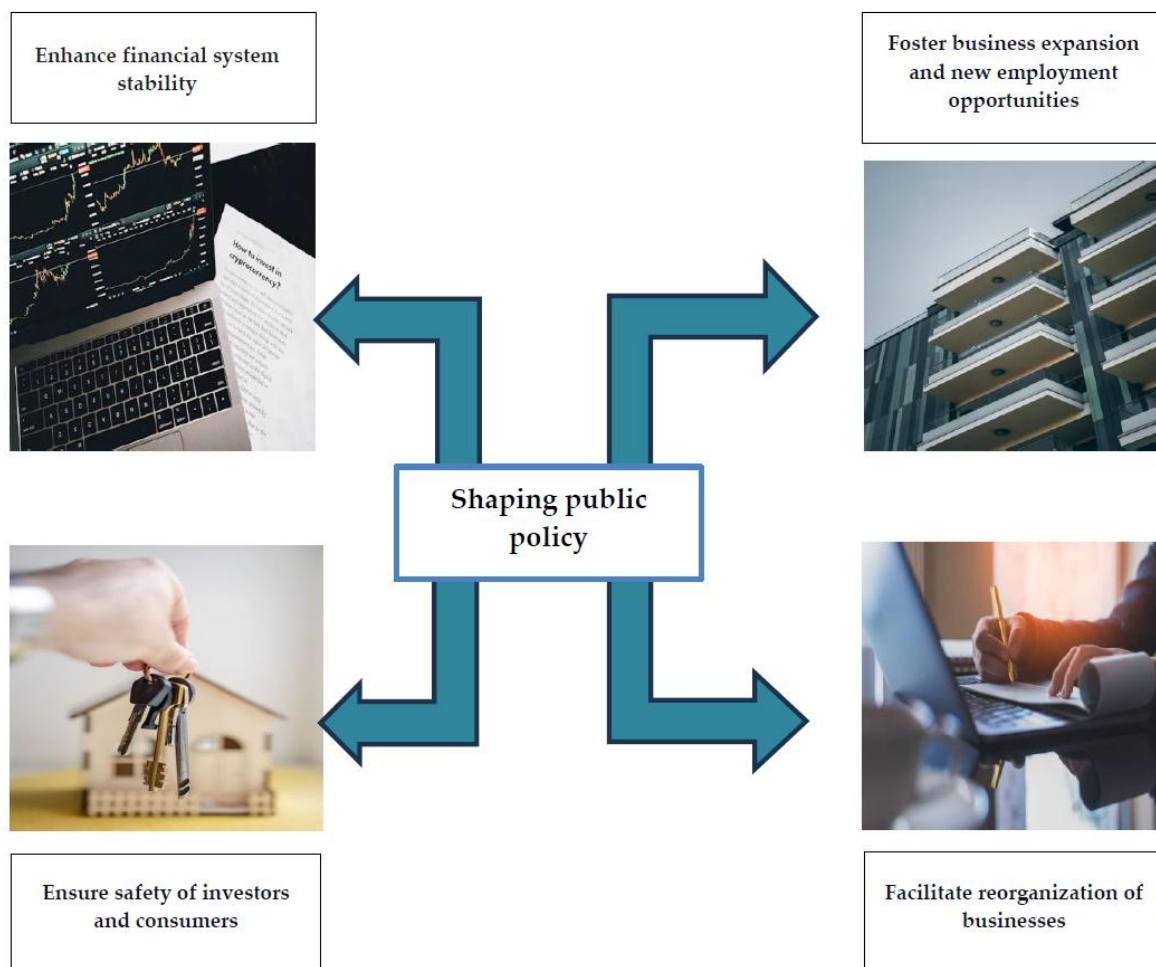 Enhance financial system
stability
Foster business expansion
and new employment
opportunities
How to invest in
cryprocurrency?
Shaping public
policy
Ensure safety of investors
and consumers
Facilitate reorganization of
businesses